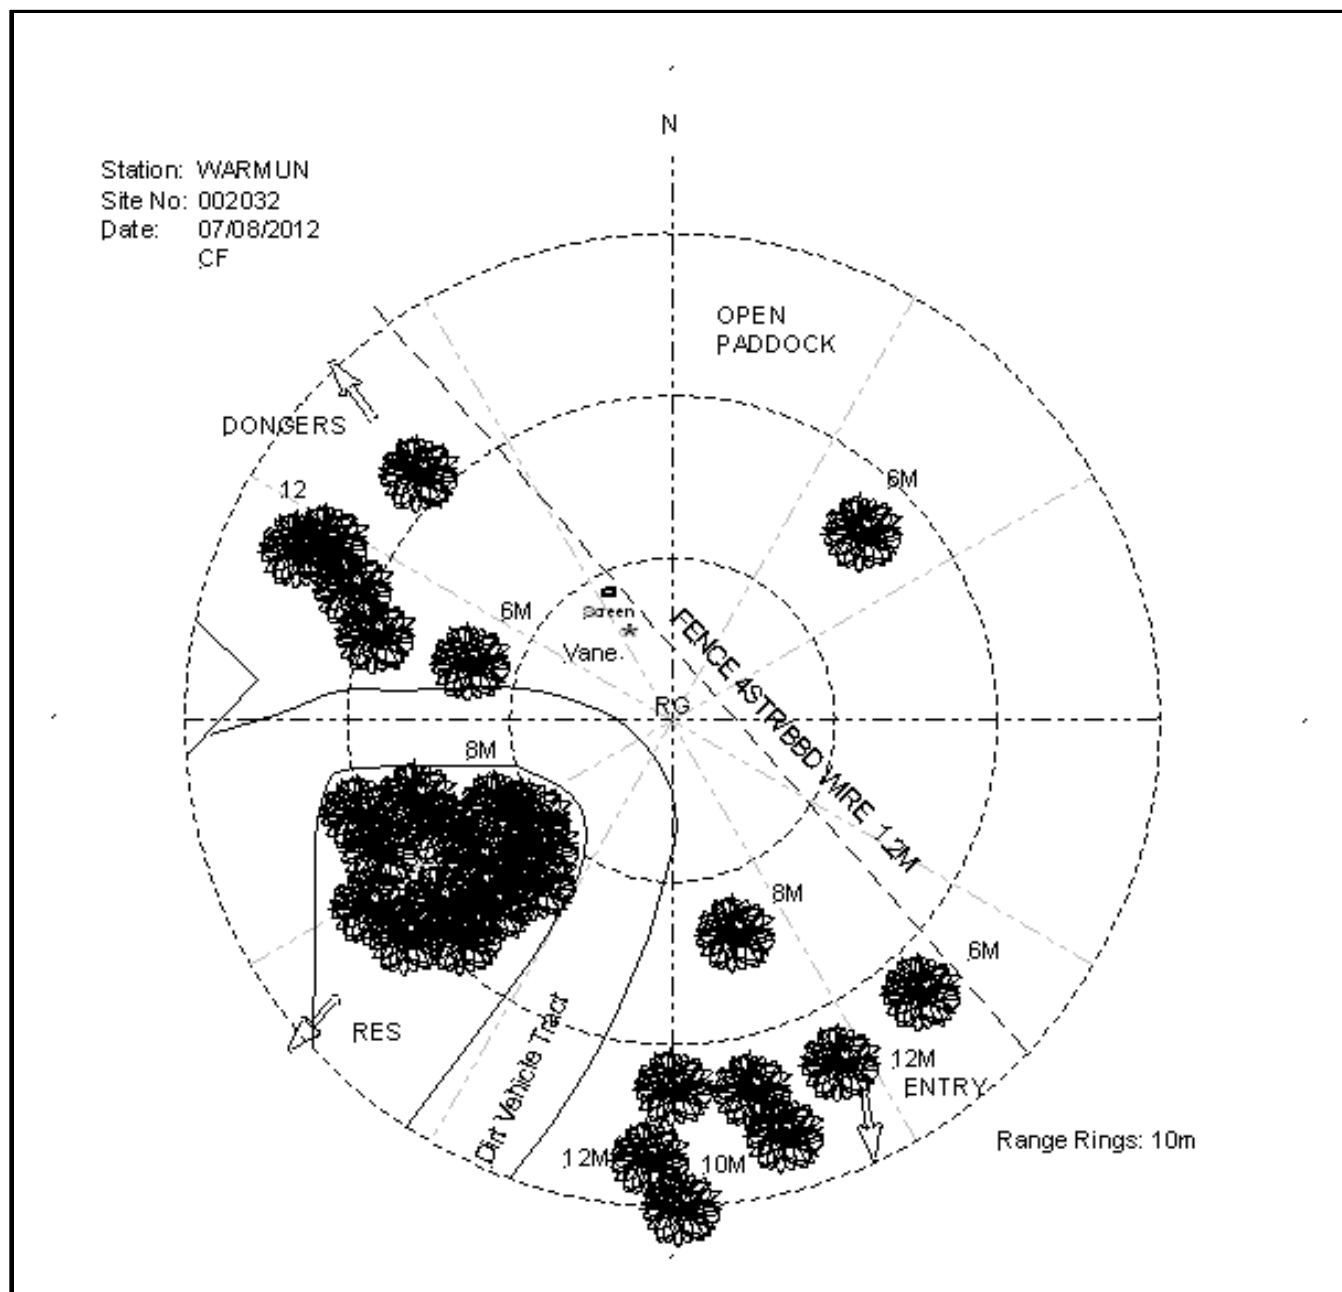 N
Station: WARMUN
Site No: 002032
Date: 07/08/2012
CF
OPEN
PADDOCK
DONGERS
12
6M
6M
Screen
Vane
FENCE 4STR/BBD WIRE 1.2M
RG
8M
8M
6M
RES
Dirt Vehicle Tract
12M
ENTRY
Range Rings: 10m
12M
10M